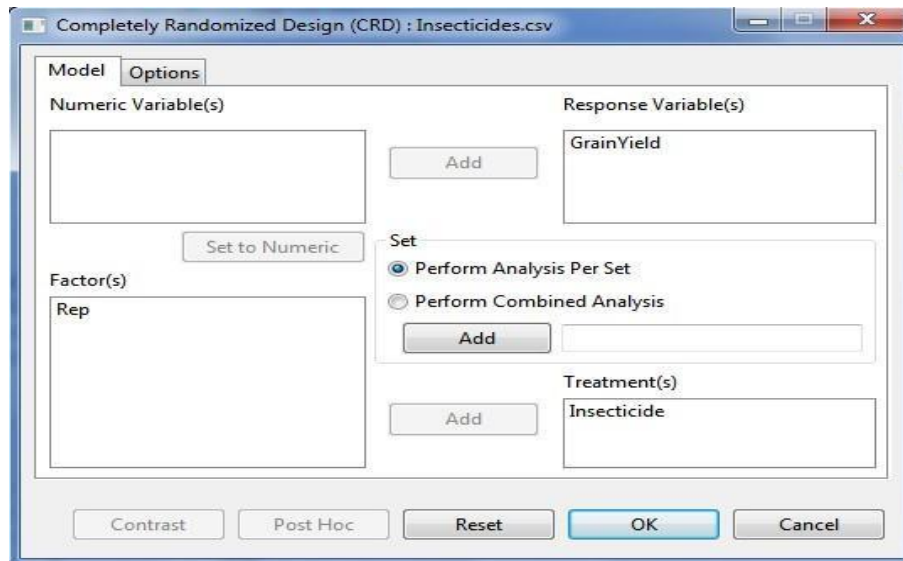 Completely Randomized Design (CRD) : Insecticides.csv
Model
Options
Numeric Variable(s)
Response Variable(s)
GrainYield
Add
Set to Numeric
Set
Perform Analysis Per Set
Perform Combined Analysis
Add
Factor(s)
Rep
Treatment(s)
Insecticide
Add
Contrast
Post Hoc
Reset
OK
Cancel